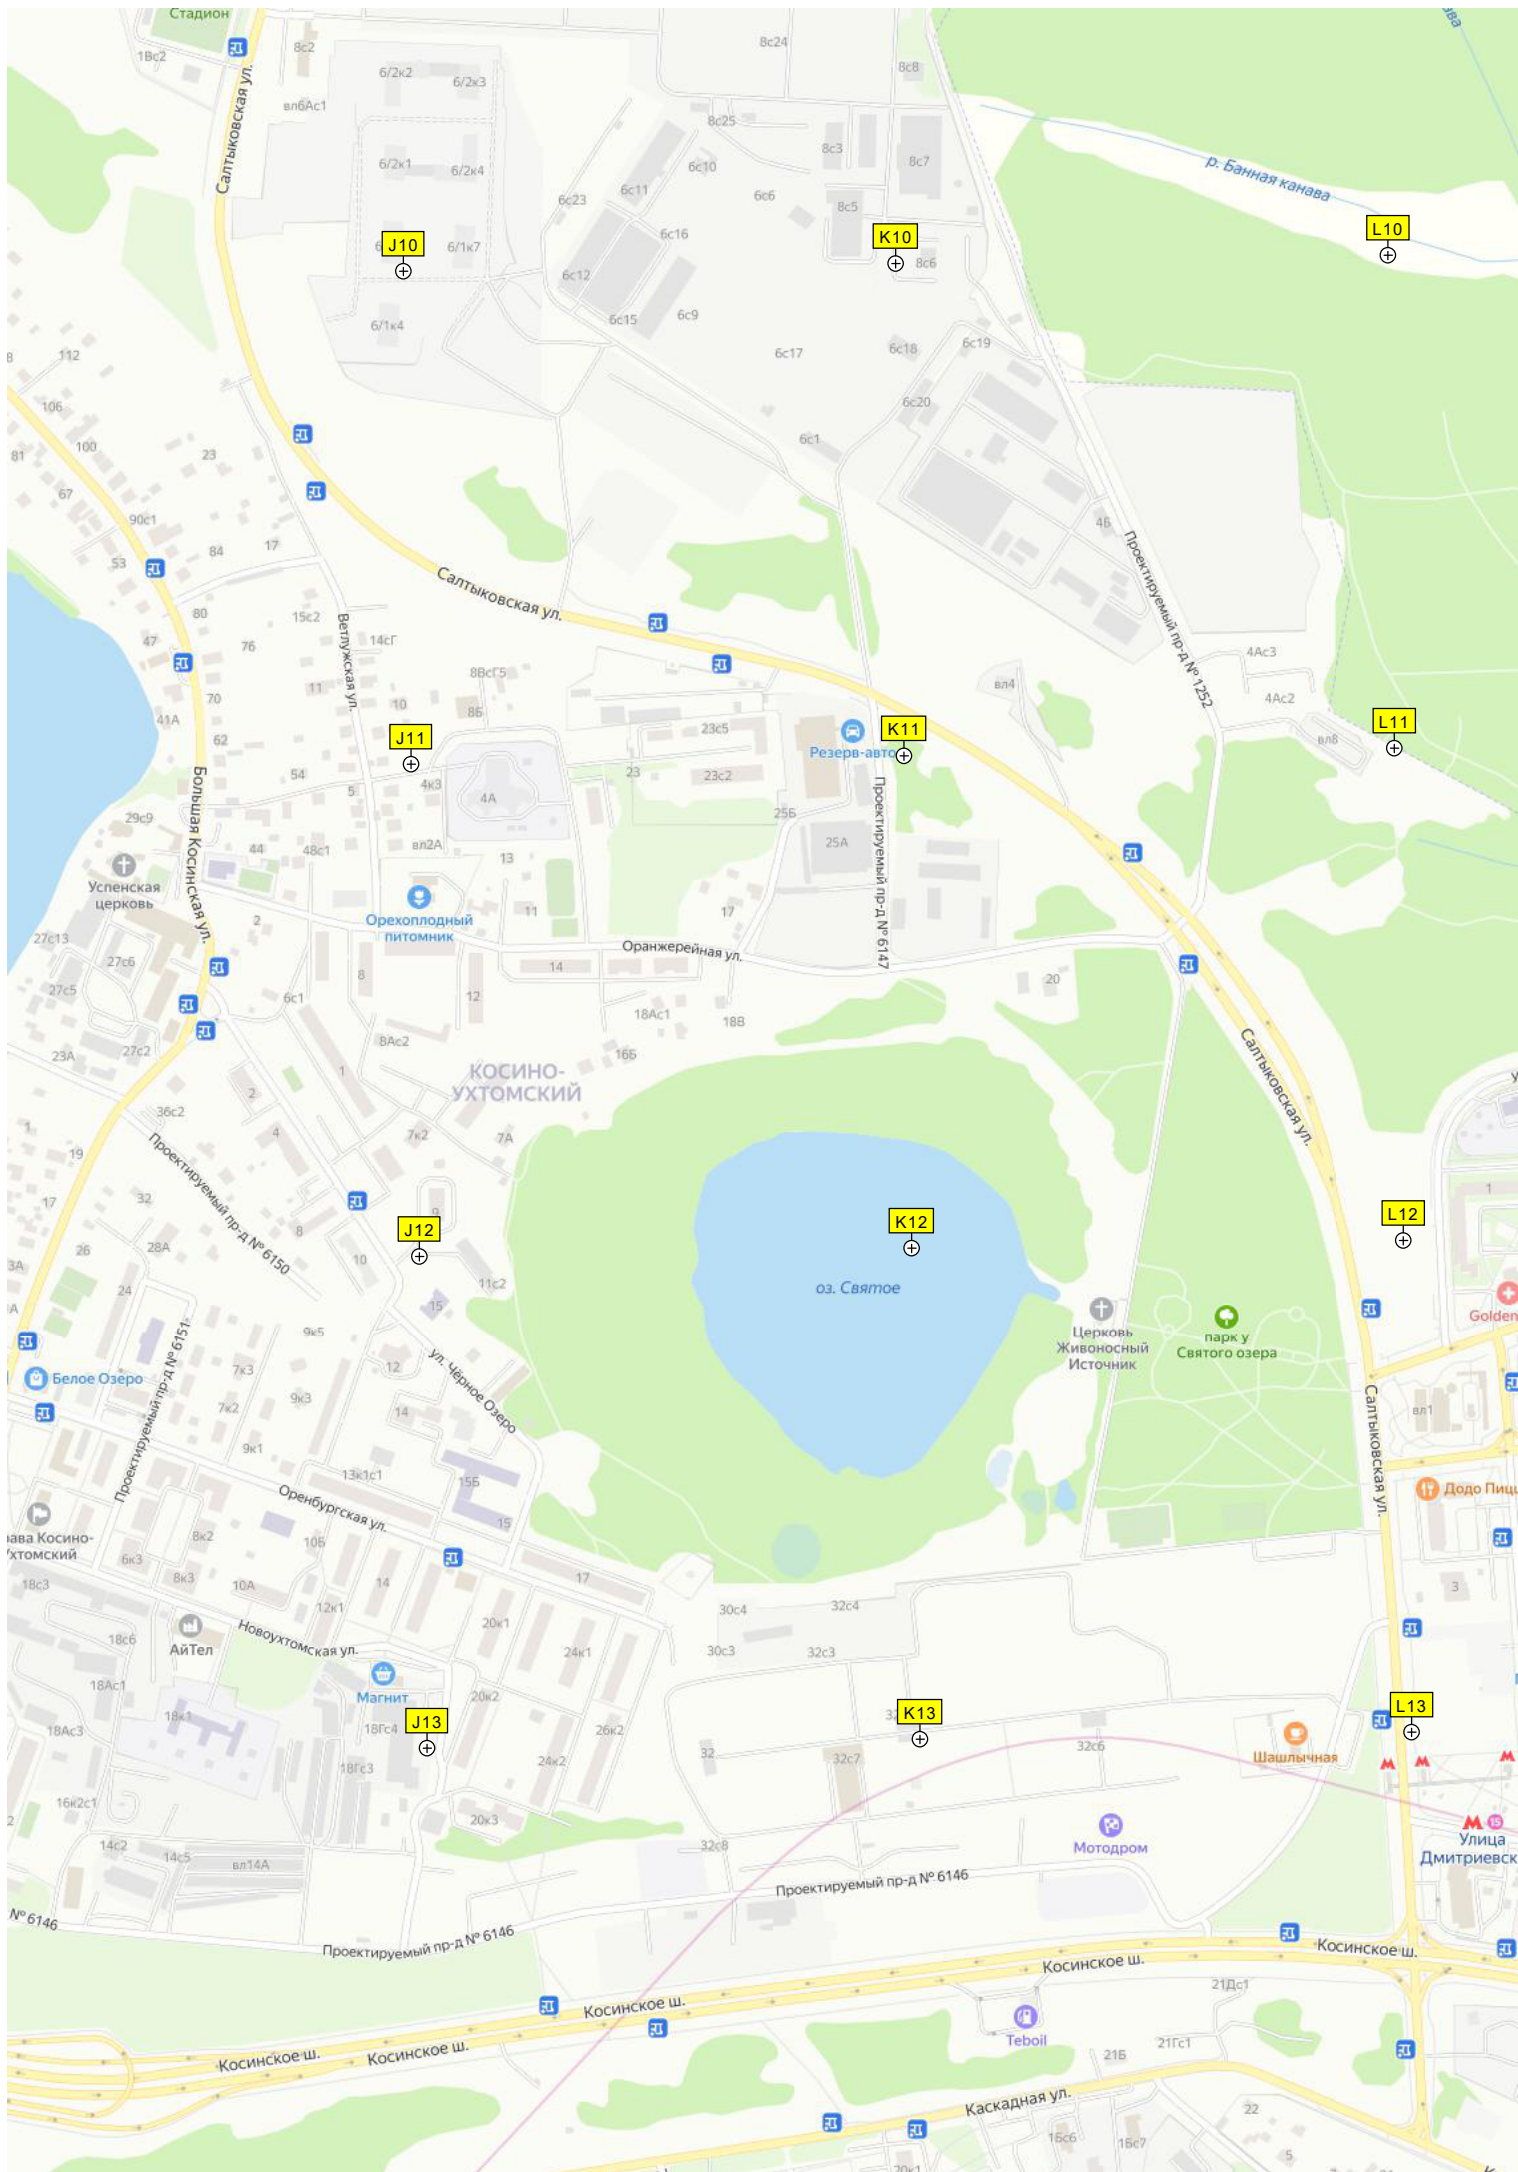 Стадион
1Вс2
8с2
6/2к2
6/2к3
8с24
8с8
вл6Ас1
Салтыковская ул.
8с25
8с3
8с7
6/2к1
6/2к4
6с10
6с11
6с23
6с6
8с5
р. Банная канава
J10
6/1к7
6с16
K10
8с6
L10
6с12
6с15
6с9
6/1к4
6с17
6с18
6с19
112
106
6с20
100
81
23
6с1
67
90с1
4Б
84
17
53
Проектируемый пр-д № 1252
Салтыковская ул.
80
15с2
47
76
14сГ
Ветлужская ул.
4Ас3
8ВсГ5
вл4
11
70
10
4Ас2
41А
8Б
62
J11
23с5
K11
L11
вл8
Резерв-авто
54
5
4к3
23
23с2
4А
25Б
29с9
25А
Проектируемый пр-д № 6147
Большая Косинская ул.
44
48с1
вл2А
13
Успенская
церковь
2
Орехоплодный
питомник
11
17
27с13
27с6
Оранжерейная ул.
8
14
27с5
6с1
12
20
18Ас1
18В
23А
27с2
8Ас2
16Б
1
КОСИНО-
УХТОМСКИЙ
Салтыковская ул.
2
36с2
4
7к2
7А
1
19
Проектируемый пр-д № 6150
17
32
9
1
8
J12
K12
L12
26
28А
10
3А
11с2
24
оз. Святое
15
Golden
9к5
Церковь
Живоносный
Источник
парк у
Святого озера
Проектируемый пр-д № 6151
ул. Чёрное Озеро
Белое Озеро
7к3
12
9к3
7к2
14
вл1
Салтыковская ул.
9к1
13к1с1
15Б
Додо Пицц
Оренбургская ул.
15
8к2
10Б
Косино-
Ухтомский
6к3
8к3
10А
14
17
18с3
12к1
3
30с4
32с4
20к1
Новоухтомская ул.
18с6
АйТел
24к1
30с3
32с3
18Ас1
Магнит
20к2
18к1
18Гс4
J13
26к2
K13
L13
18Ас3
32
32с7
32с6
Шашлычная
18Гс3
24к2
16к2с1
20к3
Мотодром
15
Улица
Дмитриевск
14с2
14с5
вл14А
32с8
Проектируемый пр-д № 6146
№ 6146
Проектируемый пр-д № 6146
Косинское ш.
Косинское ш.
21Дс1
Косинское ш.
Teboil
Косинское ш.
Косинское ш.
21Б
21Гс1
Каскадная ул.
22
1Бс6
1Бс7
5
20к1